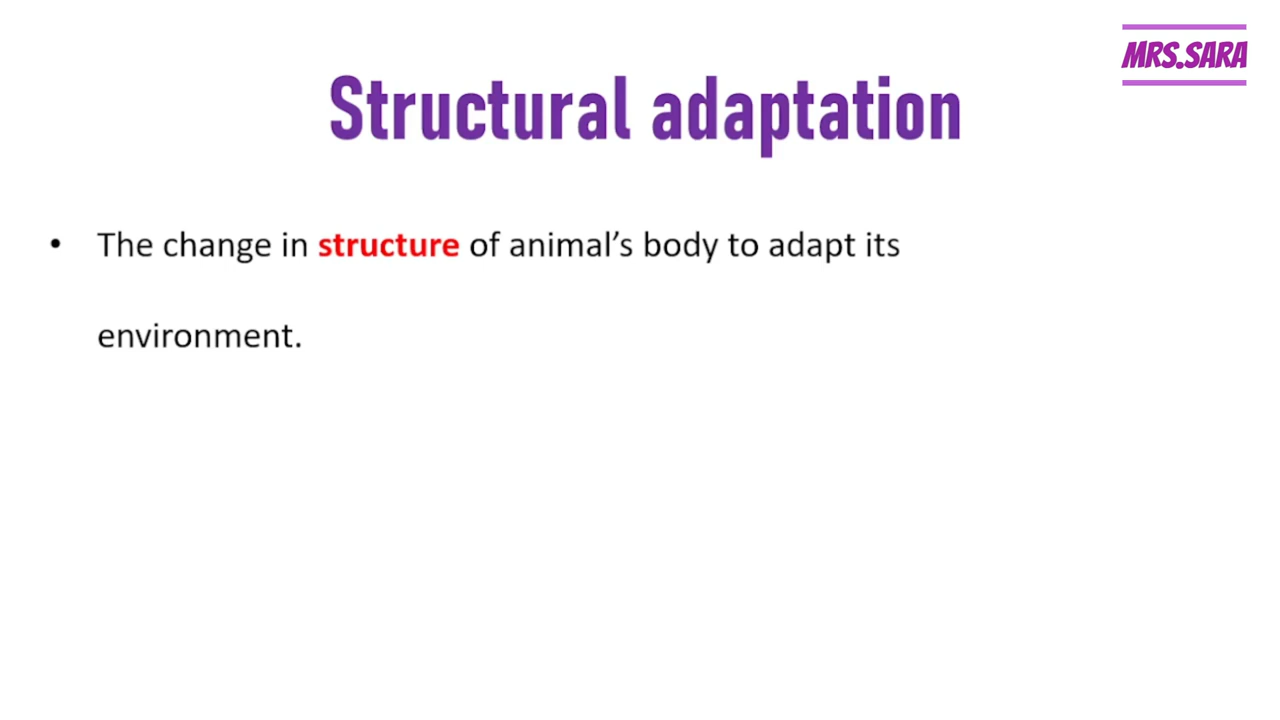 MRS.SARA
Structural adaptation
• The change in structure of animal’s body to adapt its
environment.